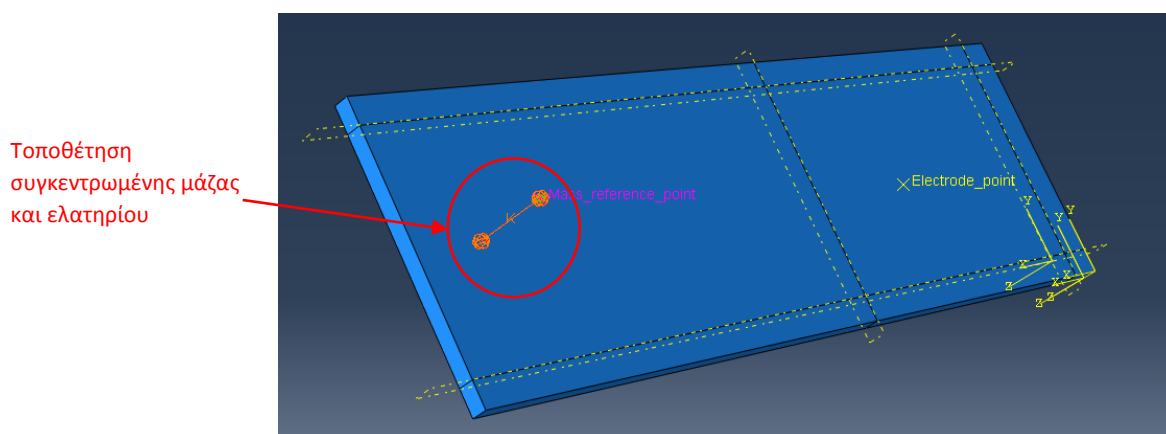 Τοποθέτηση
συγκεντρωμένης μάζας
και ελατηρίου
Mass_reference_point
K
Electrode_point
Y
Y
Y
X
Z
X
X
Z
Z